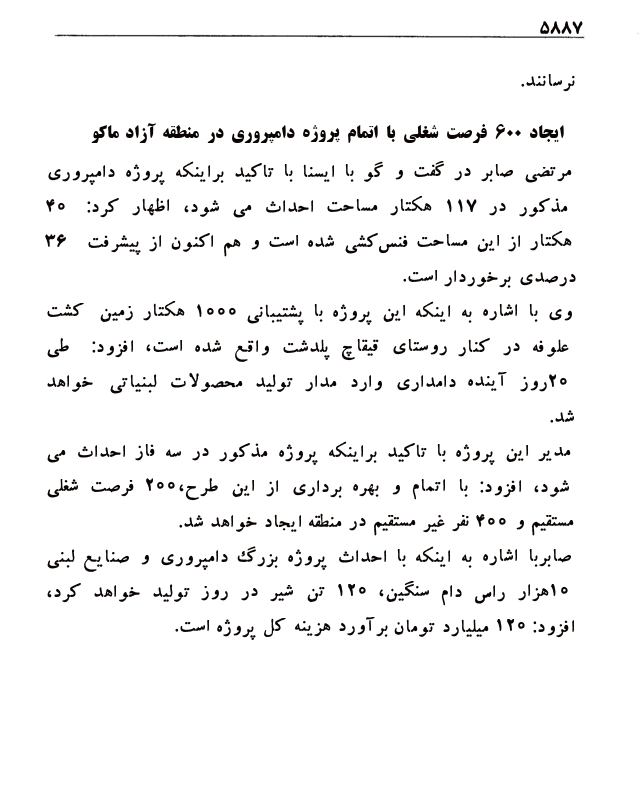 ۵۸۸۷
نرسانند.
ایجاد ۶۰۰ فرصت شغلی با اتمام پروژه دامپروری در منطقه آزاد ماکو
مرتضی صابر در گفت و گو با ایسنا با تاکید براینکه پروژه دامپروری
مذکور در ۱۱۷ هکتار مساحت احداث می شود، اظهار کرد: ۴۰
هکتار از این مساحت فنس‌کشی شده است و هم اکنون از پیشرفت ۳۶
درصدی برخوردار است.
وی با اشاره به اینکه این پروژه با پشتیبانی ۱۰۰۰ هکتار زمین کشت
علوفه در کنار روستای قیقاچ پلدشت واقع شده است، افزود: طی
۲۰روز آینده دامداری وارد مدار تولید محصولات لبنیاتی خواهد
شد.
مدیر این پروژه با تاکید براینکه پروژه مذکور در سه فاز احداث می
شود، افزود: با اتمام و بهره برداری از این طرح،۲۰۰ فرصت شغلی
مستقیم و ۴۰۰ نفر غیر مستقیم در منطقه ایجاد خواهد شد.
صابربا اشاره به اینکه با احداث پروژه بزرگ دامپروری و صنایع لبنی
۱۰هزار راس دام سنگین، ۱۲۰ تن شیر در روز تولید خواهد کرد،
افزود: ۱۲۰ میلیارد تومان برآورد هزینه کل پروژه است.